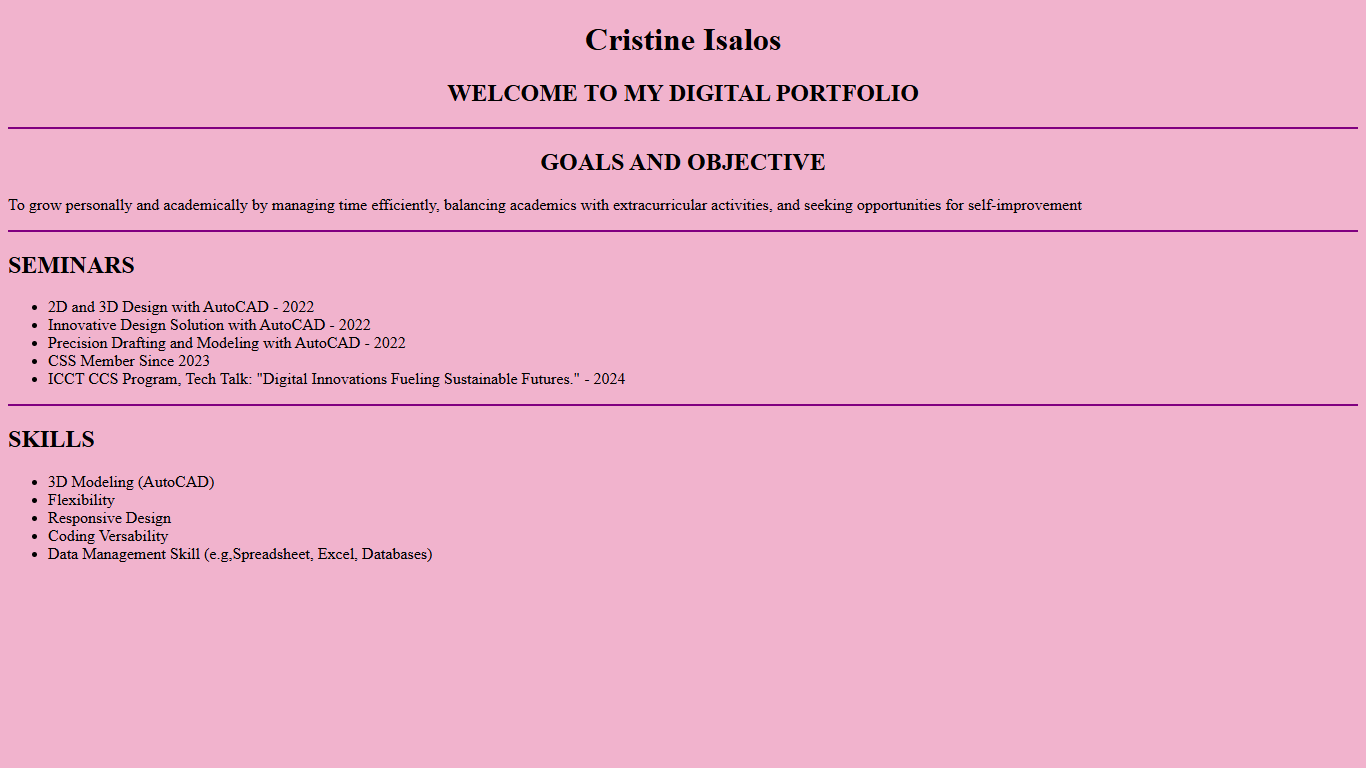 Cristine Isalos
WELCOME TO MY DIGITAL PORTFOLIO
GOALS AND OBJECTIVE
To grow personally and academically by managing time efficiently, balancing academics with extracurricular activities, and seeking opportunities for self-improvement
SEMINARS
• 2D and 3D Design with AutoCAD - 2022
• Innovative Design Solution with AutoCAD - 2022
• Precision Drafting and Modeling with AutoCAD - 2022
• CSS Member Since 2023
• ICCT CCS Program, Tech Talk: "Digital Innovations Fueling Sustainable Futures." - 2024
SKILLS
• 3D Modeling (AutoCAD)
• Flexibility
• Responsive Design
• Coding Versability
• Data Management Skill (e.g,Spreadsheet, Excel, Databases)